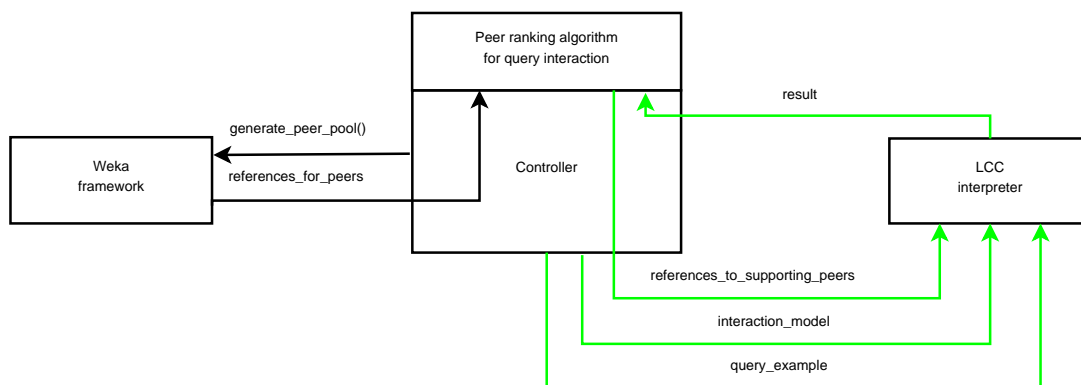 Peer ranking algorithm
for query interaction
result
generate_peer_pool()
Weka
framework
references_for_peers
Controller
LCC
interpreter
references_to_supporting_peers
interaction_model
query_example